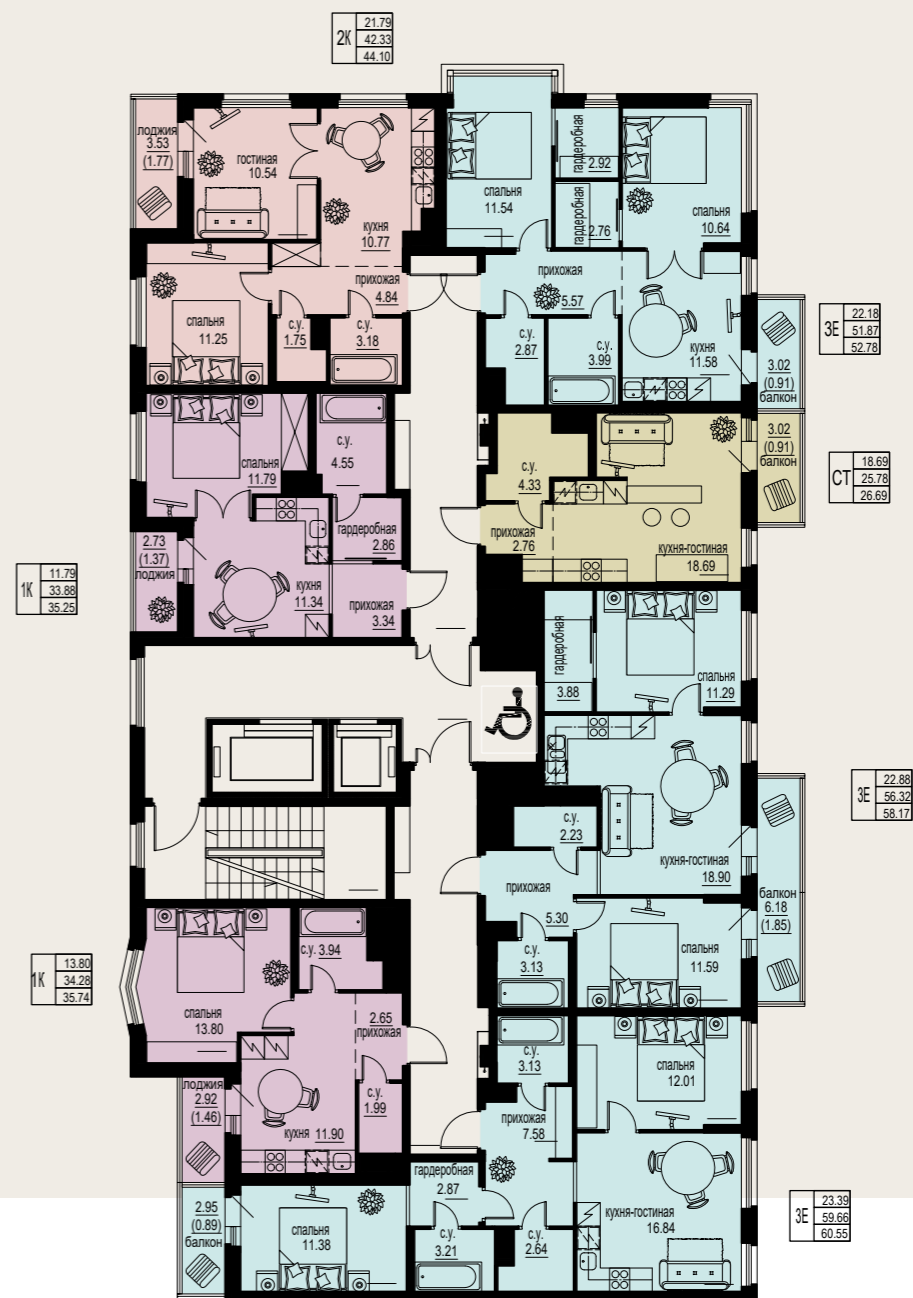 2К
21.79
42.33
44.10
лоджия
3.53
(1.77)
гостиная
10.54
кухня
10.77
прихожая
4.84
спальня
11.25
с.у.
1.75
с.у.
3.18
спальня
11.54
гардеробная
2.92
гардеробная
2.76
спальня
10.64
прихожая
5.57
с.у.
2.87
с.у.
3.99
кухня
11.58
3.02
(0.91)
балкон
3Е
22.18
51.87
52.78
спальня
11.79
с.у.
4.55
гардеробная
2.86
2.73
(1.37)
лоджия
кухня
11.34
прихожая
3.34
1К
11.79
33.88
35.25
с.у.
4.33
прихожая
2.76
кухня-гостиная
18.69
3.02
(0.91)
балкон
СТ
18.69
25.78
26.69
гардеробная
3.88
спальня
11.29
с.у.
2.23
кухня-гостиная
18.90
прихожая
5.30
с.у.
3.13
спальня
11.59
балкон
6.18
(1.85)
3Е
22.88
56.32
58.17
1К
13.80
34.28
35.74
спальня
13.80
с.у. 3.94
2.65
прихожая
с.у.
1.99
лоджия
2.92
(1.46)
кухня 11.90
с.у.
3.13
прихожая
7.58
спальня
12.01
кухня-гостиная
16.84
гардеробная
2.87
с.у.
3.21
с.у.
2.64
2.95
(0.89)
балкон
спальня
11.38
3Е
23.39
59.66
60.55